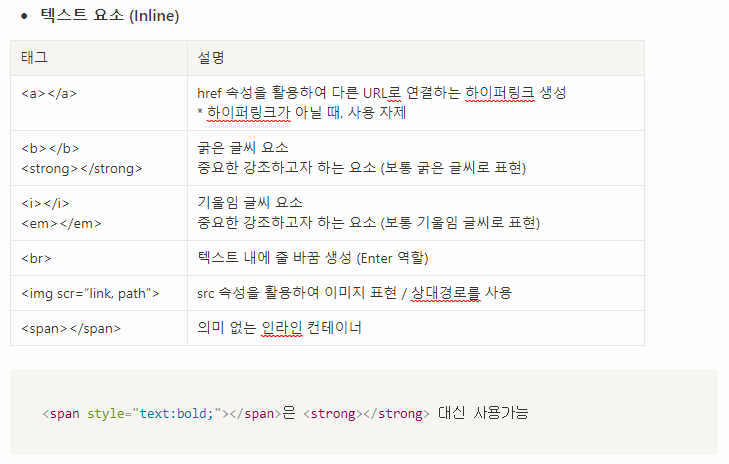 텍스트 요소 (Inline)
태그 설명
<a></a> href 속성을 활용하여 다른 URL로 연결하는 하이퍼링크 생성
* 하이퍼링크가 아닐 때, 사용 자제
<b></b> 굵은 글씨 요소
<strong></strong> 중요한 강조하고자 하는 요소 (보통 굵은 글씨로 표현)
<i></i> 기울임 글씨 요소
<em></em> 중요한 강조하고자 하는 요소 (보통 기울임 글씨로 표현)
<br> 텍스트 내에 줄 바꿈 생성 (Enter 역할)
<img scr=”link, path”> src 속성을 활용하여 이미지 표현 / 상대경로를 사용
<span></span> 의미 없는 인라인 컨테이너
<span style="text:bold;"></span>은 <strong></strong> 대신 사용가능